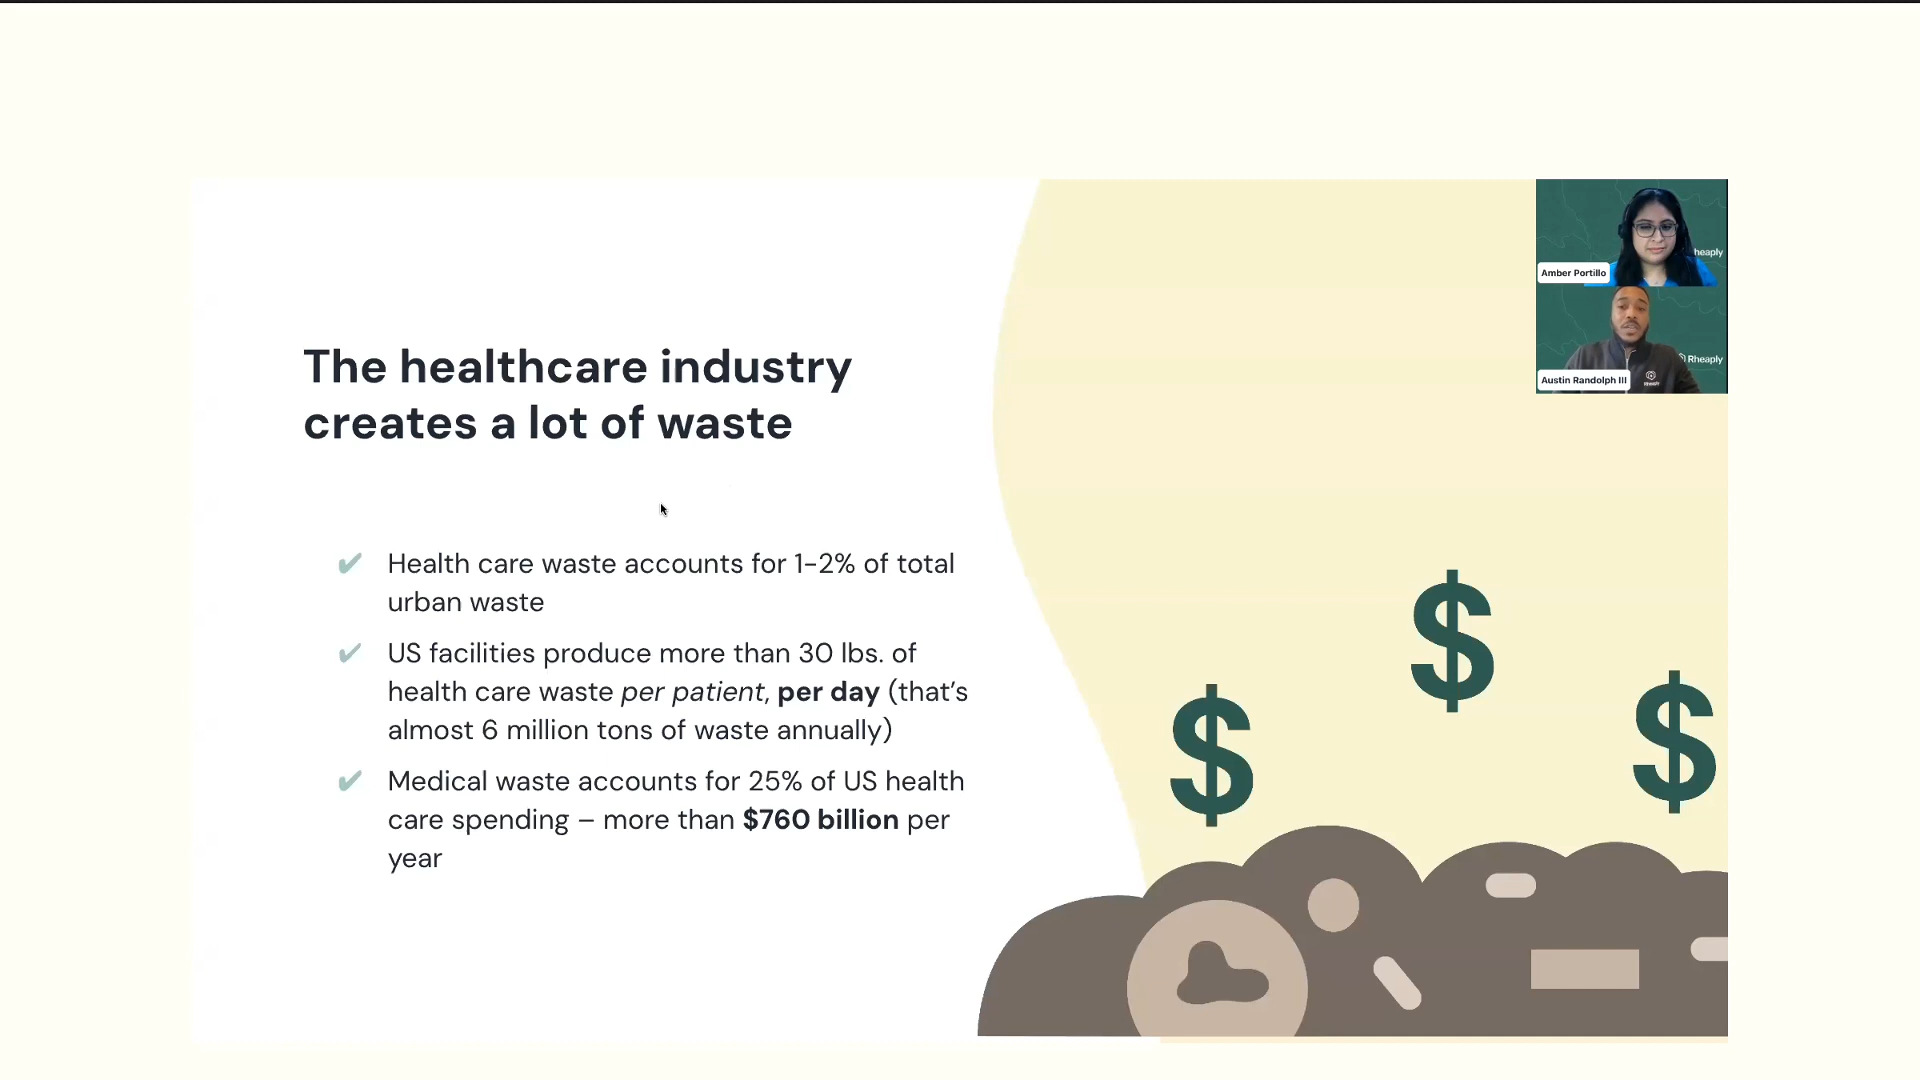 The healthcare industry
creates a lot of waste
✔ Health care waste accounts for 1-2% of total
urban waste
✔ US facilities produce more than 30 lbs. of
health care waste per patient, per day (that's
almost 6 million tons of waste annually)
✔ Medical waste accounts for 25% of US health
care spending – more than $760 billion per
year
heaply
Amber Portillo
Rheaply
Austin Randolph III
Rheaply
$
$
$